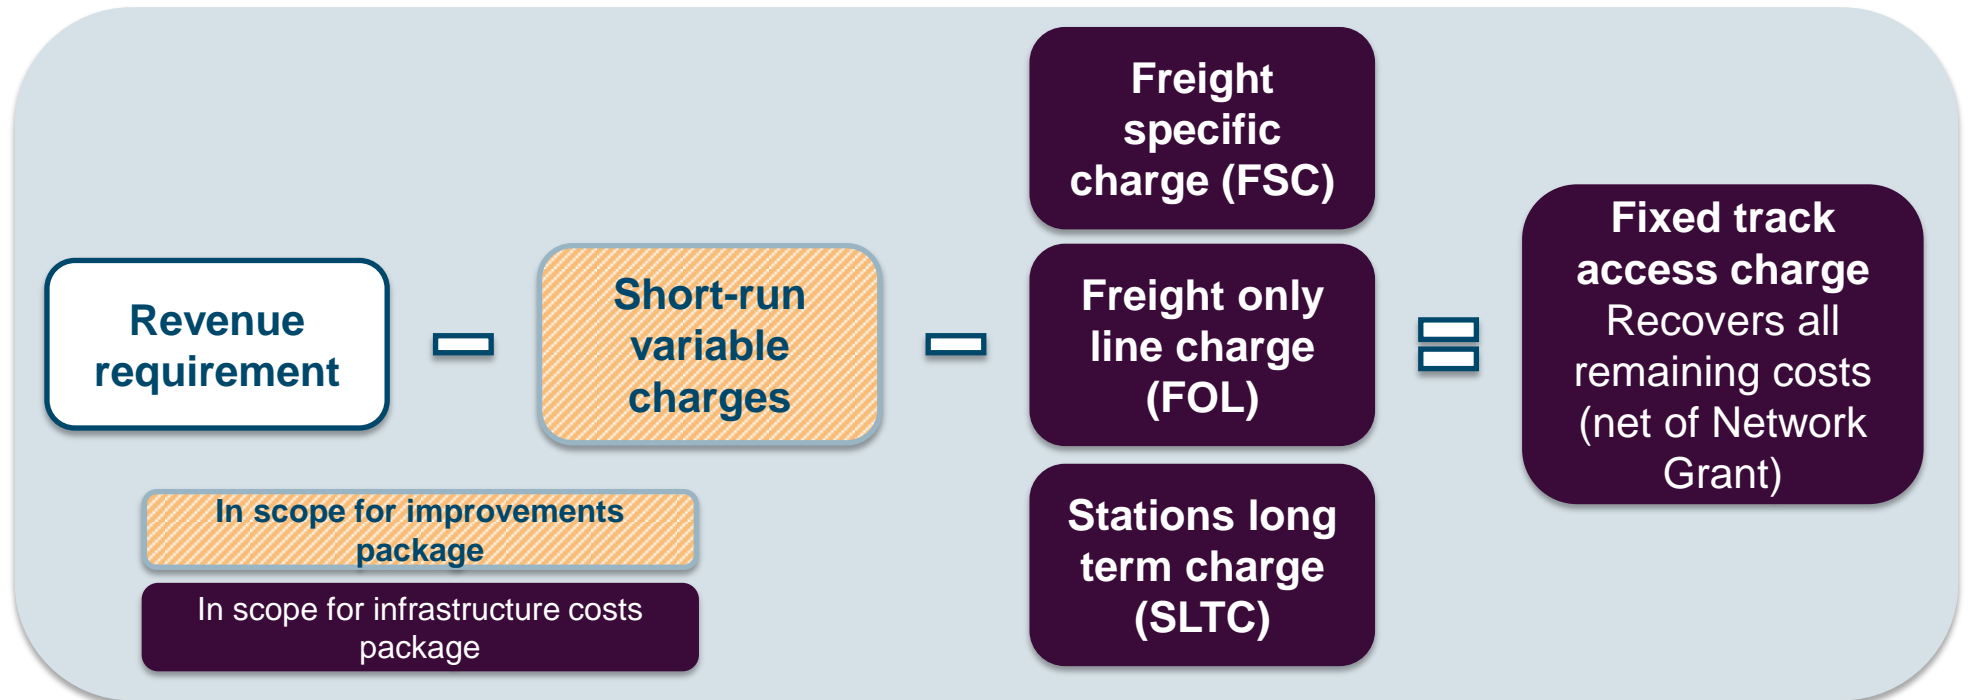 Revenue
requirement
Short-run
variable
charges
Freight
specific
charge (FSC)
Freight only
line charge
(FOL)
Stations long
term charge
(SLTC)
Fixed track
access charge
Recovers all
remaining costs
(net of Network
Grant)
In scope for improvements
package
In scope for infrastructure costs
package